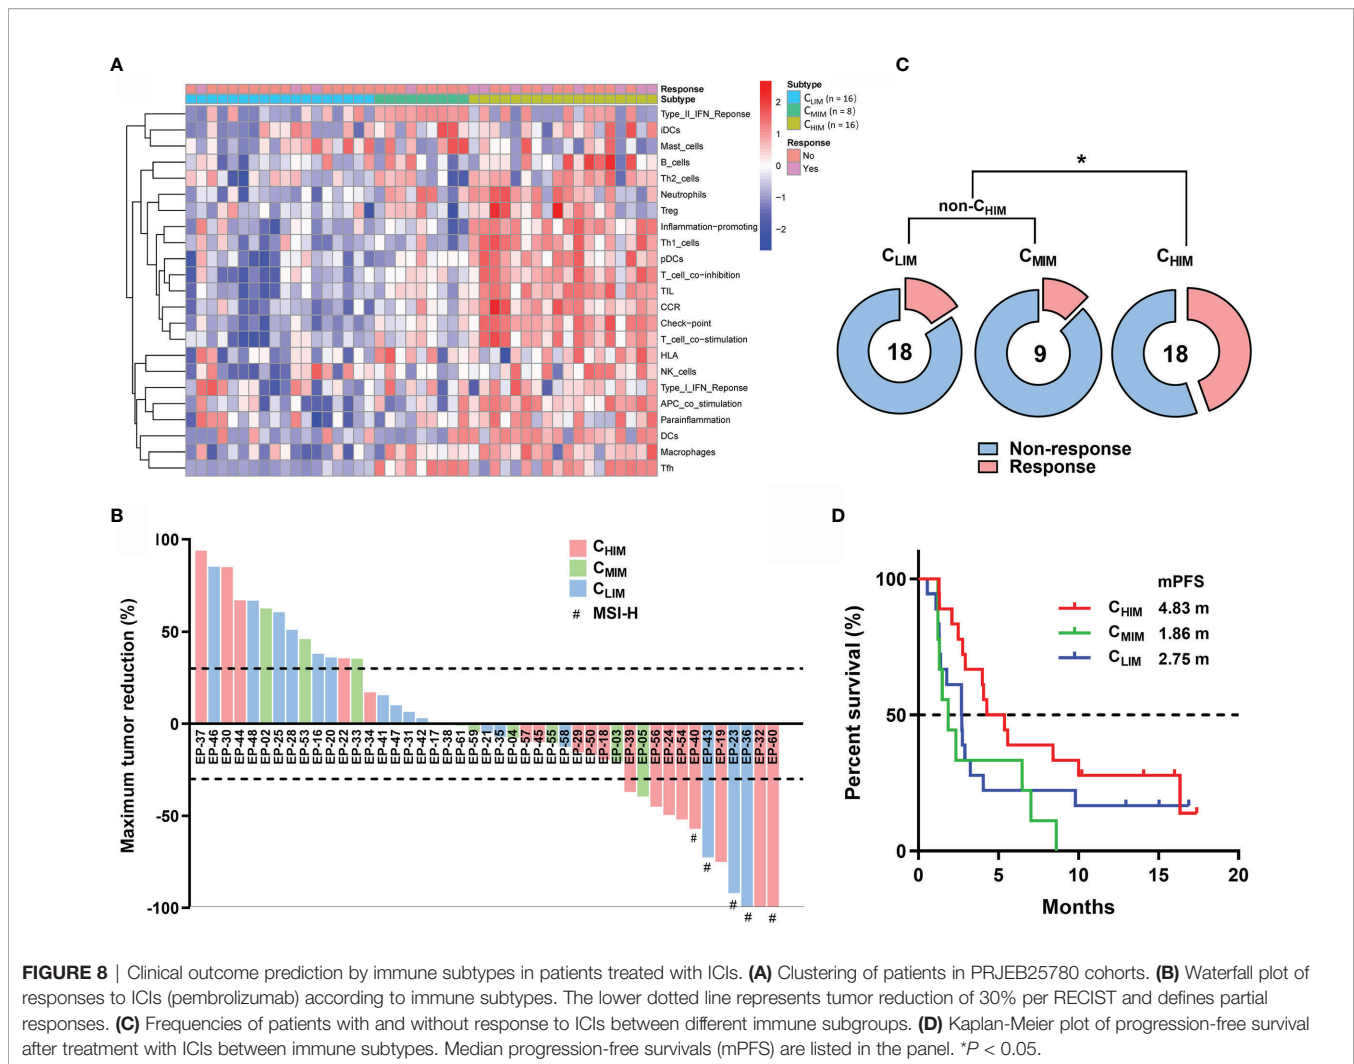 A
Response
Subtype
Type_II_IFN_Reponse
iDCs
Mast_cells
B_cells
Th2_cells
Neutrophils
Treg
Inflammation-promoting
Th1_cells
pDCs
T_cell_co-inhibition
TIL
CCR
Check-point
T_cell_co-stimulation
HLA
NK_cells
Type_I_IFN_Reponse
APC_co_stimulation
Parainflammation
DCs
Macrophages
Tfh
2
1
0
−1
−2
Subtype
CLIM (n = 16)
CMIM (n = 8)
CHIM (n = 16)
Response
No
Yes
C
*
non-CHIM
CLIM CMIM CHIM
18 9 18
Non-response
Response
B
Maximum tumor reduction (%)
100
50
0
-50
-100
CHIM
CMIM
CLIM
# MSI-H
EP-37 EP-46 EP-30 EP-44 EP-48 EP-02 EP-25 EP-28 EP-53 EP-16 EP-20 EP-22 EP-33 EP-34 EP-41 EP-47 EP-31 EP-42 EP-17 EP-38 EP-61 EP-59 EP-21 EP-35 EP-04 EP-57 EP-45 EP-55 EP-58 EP-29 EP-50 EP-18 EP-03 EP-05 EP-56 EP-24 EP-54 EP-40 EP-43 EP-19 EP-23 EP-36 EP-32 EP-60
# # # # #
D
Percent survival (%)
100
50
0
mPFS
CHIM 4.83 m
CMIM 1.86 m
CLIM 2.75 m
0 5 10 15 20
Months
FIGURE 8 | Clinical outcome prediction by immune subtypes in patients treated with ICIs. (A) Clustering of patients in PRJEB25780 cohorts. (B) Waterfall plot of
responses to ICIs (pembrolizumab) according to immune subtypes. The lower dotted line represents tumor reduction of 30% per RECIST and defines partial
responses. (C) Frequencies of patients with and without response to ICIs between different immune subgroups. (D) Kaplan-Meier plot of progression-free survival
after treatment with ICIs between immune subtypes. Median progression-free survivals (mPFS) are listed in the panel. *P < 0.05.